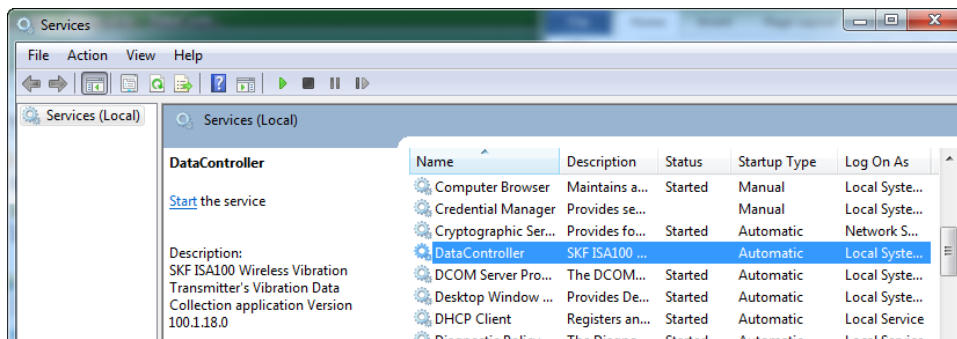 Services
File Action View Help
Services (Local)
Services (Local)
DataController
Start the service
Description:
SKF ISA100 Wireless Vibration
Transmitter's Vibration Data
Collection application Version
100.1.18.0
Name Description Status Startup Type Log On As
Computer Browser Maintains a... Started Manual Local Syste...
Credential Manager Provides se... Manual Local Syste...
Cryptographic Ser... Provides fo... Started Automatic Network S...
DataController SKF ISA100 ... Automatic Local Syste...
DCOM Server Pro... The DCOM... Started Automatic Local Syste...
Desktop Window ... Provides De... Started Automatic Local Syste...
DHCP Client Registers an... Started Automatic Local Service